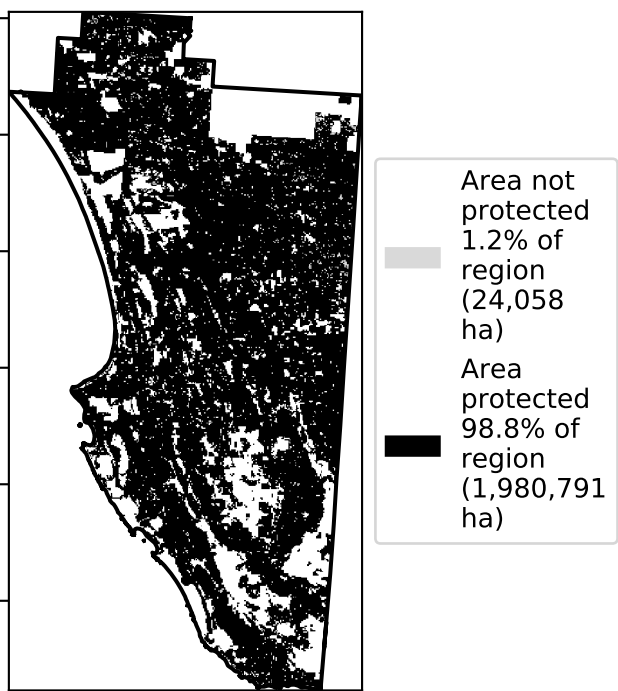 Area not
protected
1.2% of
region
(24,058
ha)
Area
protected
98.8% of
region
(1,980,791
ha)